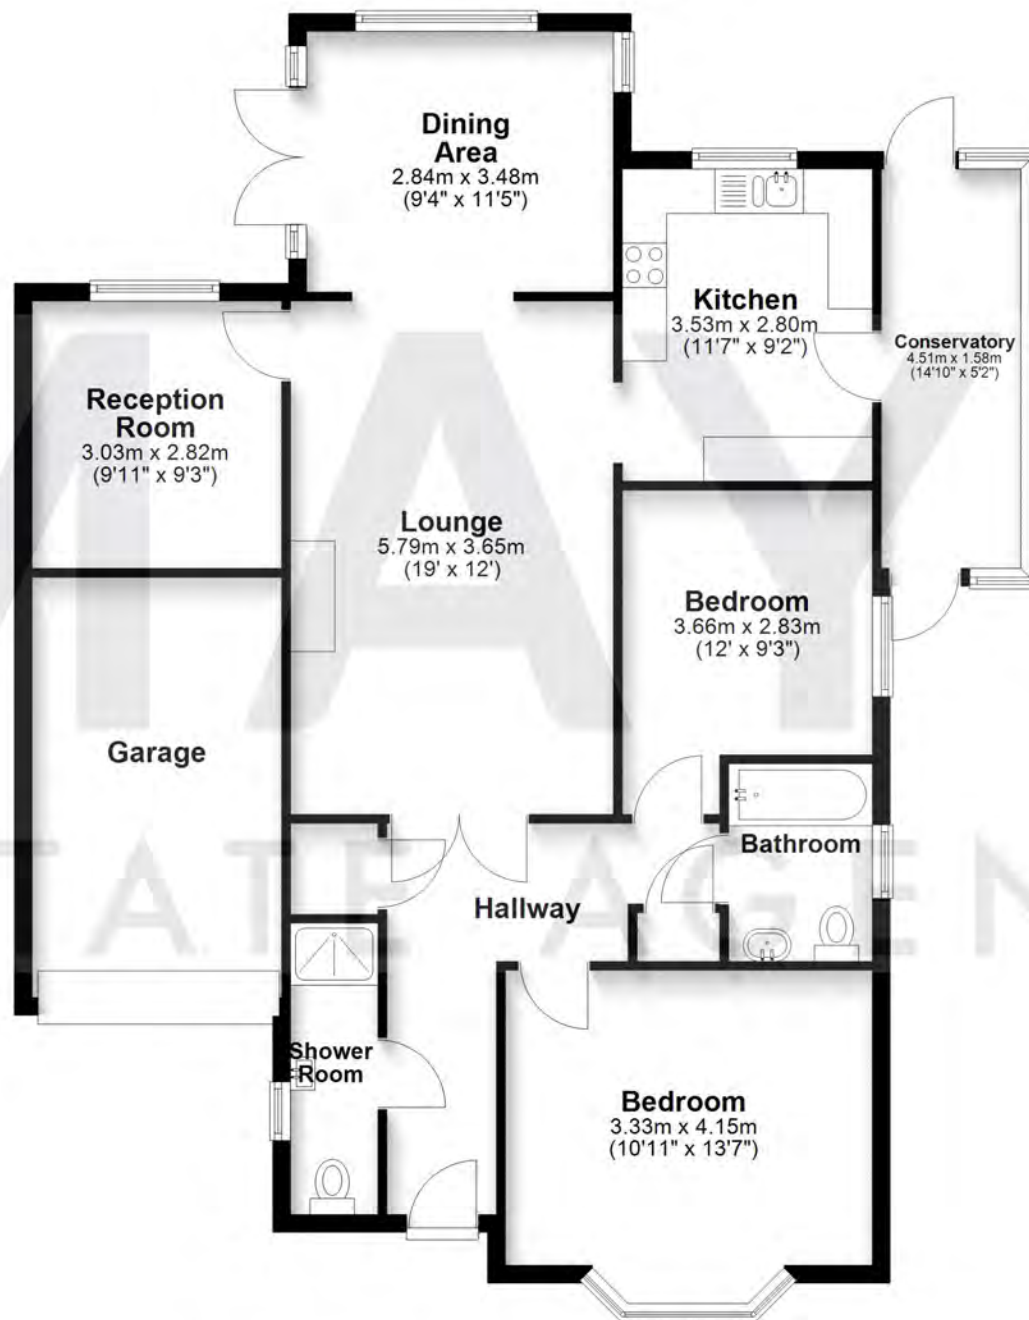 Dining
Area
2.84m x 3.48m
(9'4" x 11'5")
Kitchen
3.53m x 2.80m
(11'7" x 9'2")
Conservatory
4.51m x 1.58m
(14'10" x 5'2")
Reception
Room
3.03m x 2.82m
(9'11" x 9'3")
Lounge
5.79m x 3.65m
(19' x 12')
Bedroom
3.66m x 2.83m
(12' x 9'3")
Garage
Bathroom
Hallway
Shower
Room
Bedroom
3.33m x 4.15m
(10'11" x 13'7")
MAY
TATE AGEN